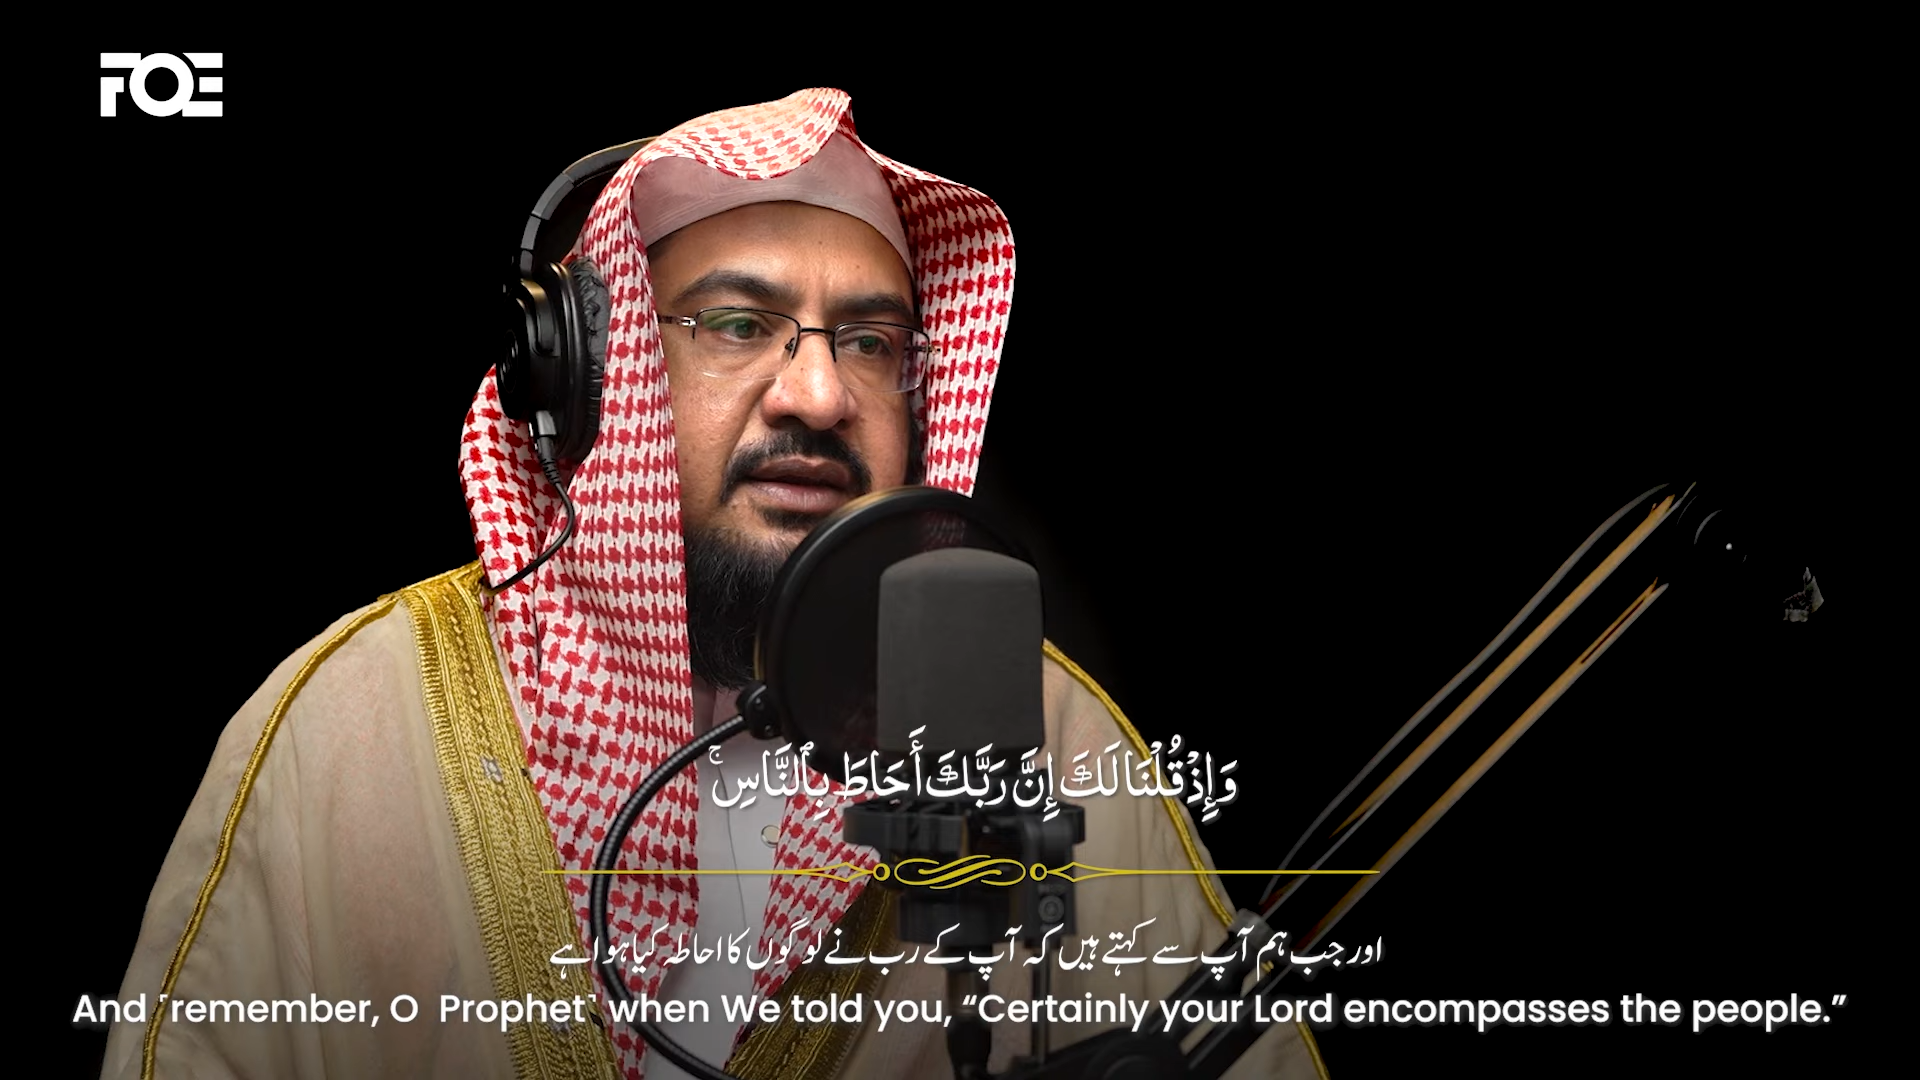 FOE
وَإِذۡ قُلۡنَا لَكَ إِنَّ رَبَّكَ أَحَاطَ بِٱلنَّاسِۚ
اور جب ہم آپ سے کہتے ہیں کہ آپ کے رب نے لوگوں کا احاطہ کیا ہوا ہے
And ˹remember, O  Prophet˺ when We told you, “Certainly your Lord encompasses the people.”